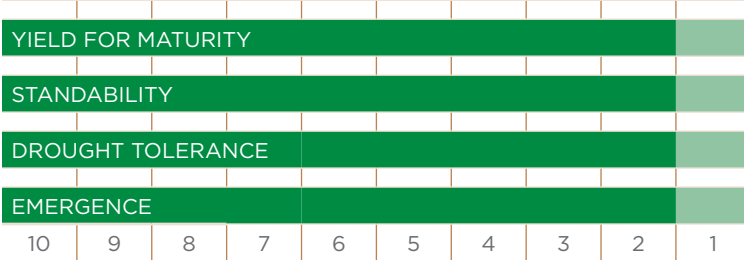 YIELD FOR MATURITY
STANDABILITY
DROUGHT TOLERANCE
EMERGENCE
10 9 8 7 6 5 4 3 2 1